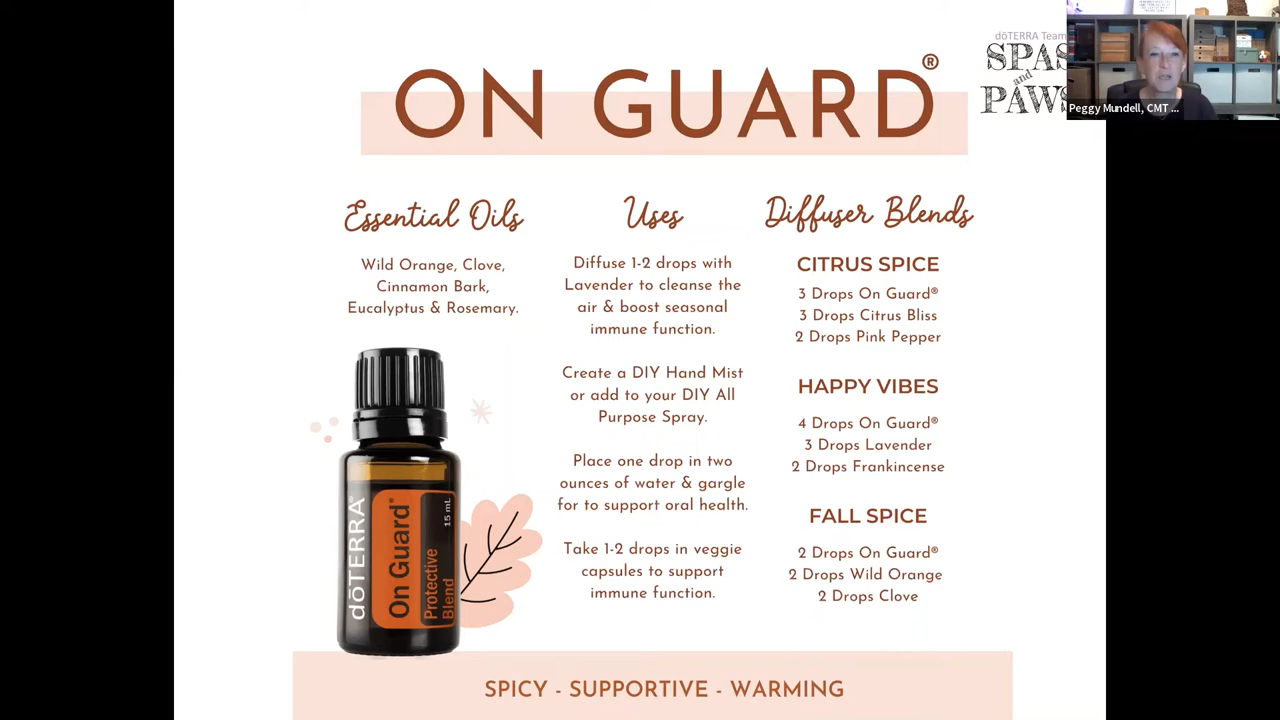 ON GUARD®
dōTERRA Team
SPAS
and
PAWS
Peggy Mundell, CMT ...
Essential Oils
Wild Orange, Clove,
Cinnamon Bark,
Eucalyptus & Rosemary.
dōTERRA®
On Guard®
Protective
Blend
15 mL
Uses
Diffuse 1-2 drops with
Lavender to cleanse the
air & boost seasonal
immune function.
Create a DIY Hand Mist
or add to your DIY All
Purpose Spray.
Place one drop in two
ounces of water & gargle
for to support oral health.
Take 1-2 drops in veggie
capsules to support
immune function.
Diffuser Blends
CITRUS SPICE
3 Drops On Guard®
3 Drops Citrus Bliss
2 Drops Pink Pepper
HAPPY VIBES
4 Drops On Guard®
3 Drops Lavender
2 Drops Frankincense
FALL SPICE
2 Drops On Guard®
2 Drops Wild Orange
2 Drops Clove
SPICY - SUPPORTIVE - WARMING